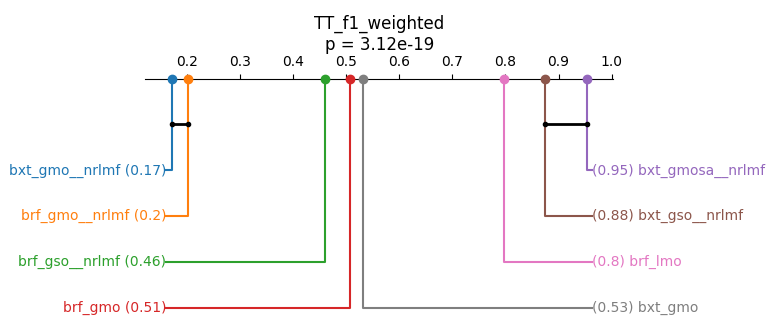 TT_f1_weighted
p = 3.12e-19
0.2 0.3 0.4 0.5 0.6 0.7 0.8 0.9 1.0
bxt_gmo__nrlmf (0.17) (0.95) bxt_gmosa__nrlmf
brf_gmo__nrlmf (0.2) (0.88) bxt_gso__nrlmf
brf_gso__nrlmf (0.46) (0.8) brf_lmo
brf_gmo (0.51) (0.53) bxt_gmo